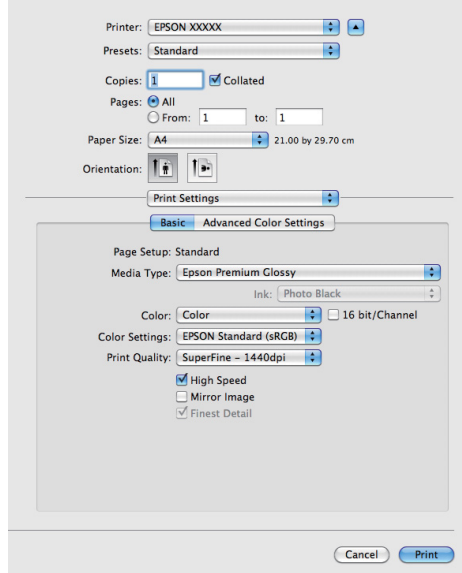 Printer: EPSON XXXXX
Presets: Standard
Copies: 1 Collated
Pages: All
From: 1 to: 1
Paper Size: A4 21.00 by 29.70 cm
Orientation:
Print Settings
Basic Advanced Color Settings
Page Setup: Standard
Media Type: Epson Premium Glossy
Ink: Photo Black
Color: Color 16 bit/Channel
Color Settings: EPSON Standard (sRGB)
Print Quality: SuperFine – 1440dpi
High Speed
Mirror Image
Finest Detail
Cancel Print